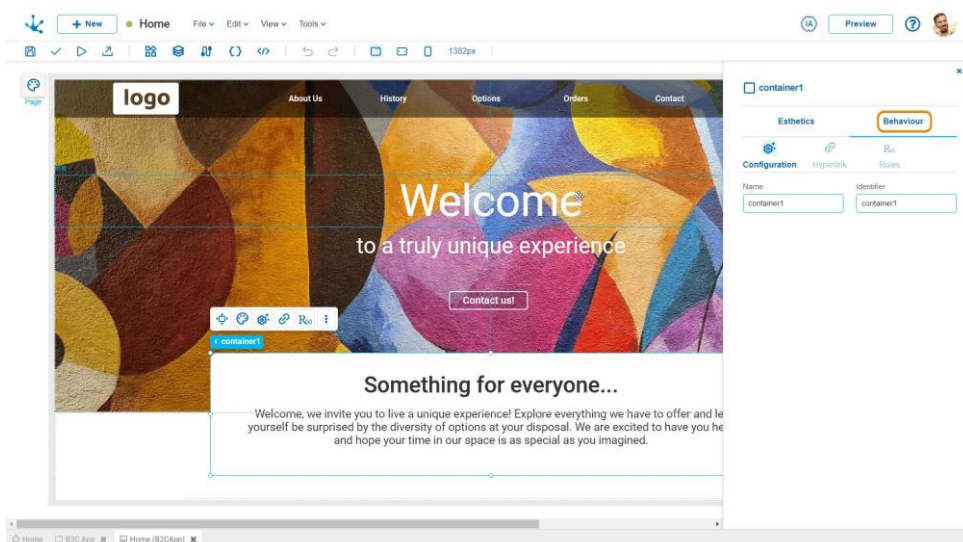 + New
Home
File
Edit
View
Tools
IA
Preview
?
1382px
Page
logo
About Us
History
Options
Orders
Contact
Welcome
to a truly unique experience
Contact us!
container1
Something for everyone...
Welcome, we invite you to live a unique experience! Explore everything we have to offer and le
yourself be surprised by the diversity of options at your disposal. We are excited to have you he
and hope your time in our space is as special as you imagined.
container1
Esthetics
Behaviour
Configuration
Hyperlink
Rules
Name
Identifier
container1
container1
Home
B2C App
Home (B2CApp)